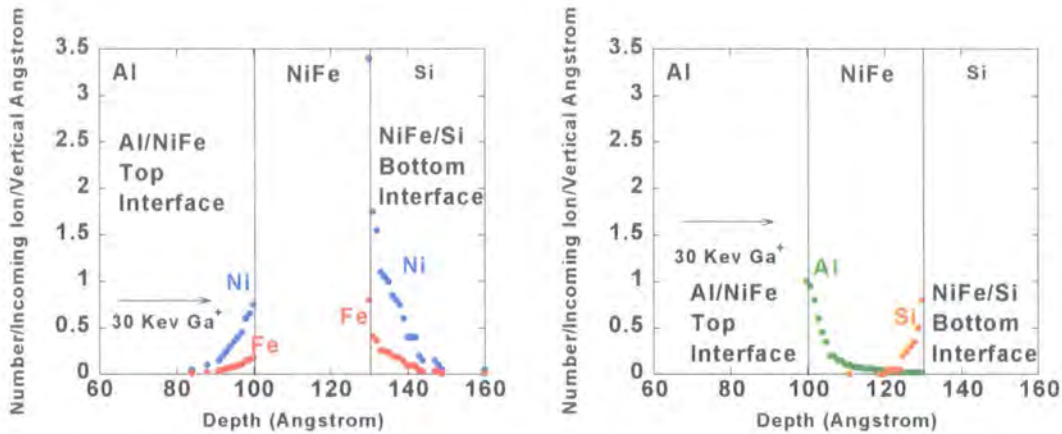 Number/Incoming Ion/Vertical Angstrom
3.5
3
2.5
2
1.5
1
0.5
0
Al
NiFe
Si
Al/NiFe
Top
Interface
NiFe/Si
Bottom
Interface
30 Kev Ga+
Ni
Fe
Fe
Ni
60 80 100 120 140 160
Depth (Angstrom)
Number/Incoming Ion/Vertical Angstrom
3.5
3
2.5
2
1.5
1
0.5
0
Al
NiFe
Si
30 Kev Ga+
Al
Al/NiFe
Top
Interface
Si
NiFe/Si
Bottom
Interface
60 80 100 120 140 160
Depth (Angstrom)